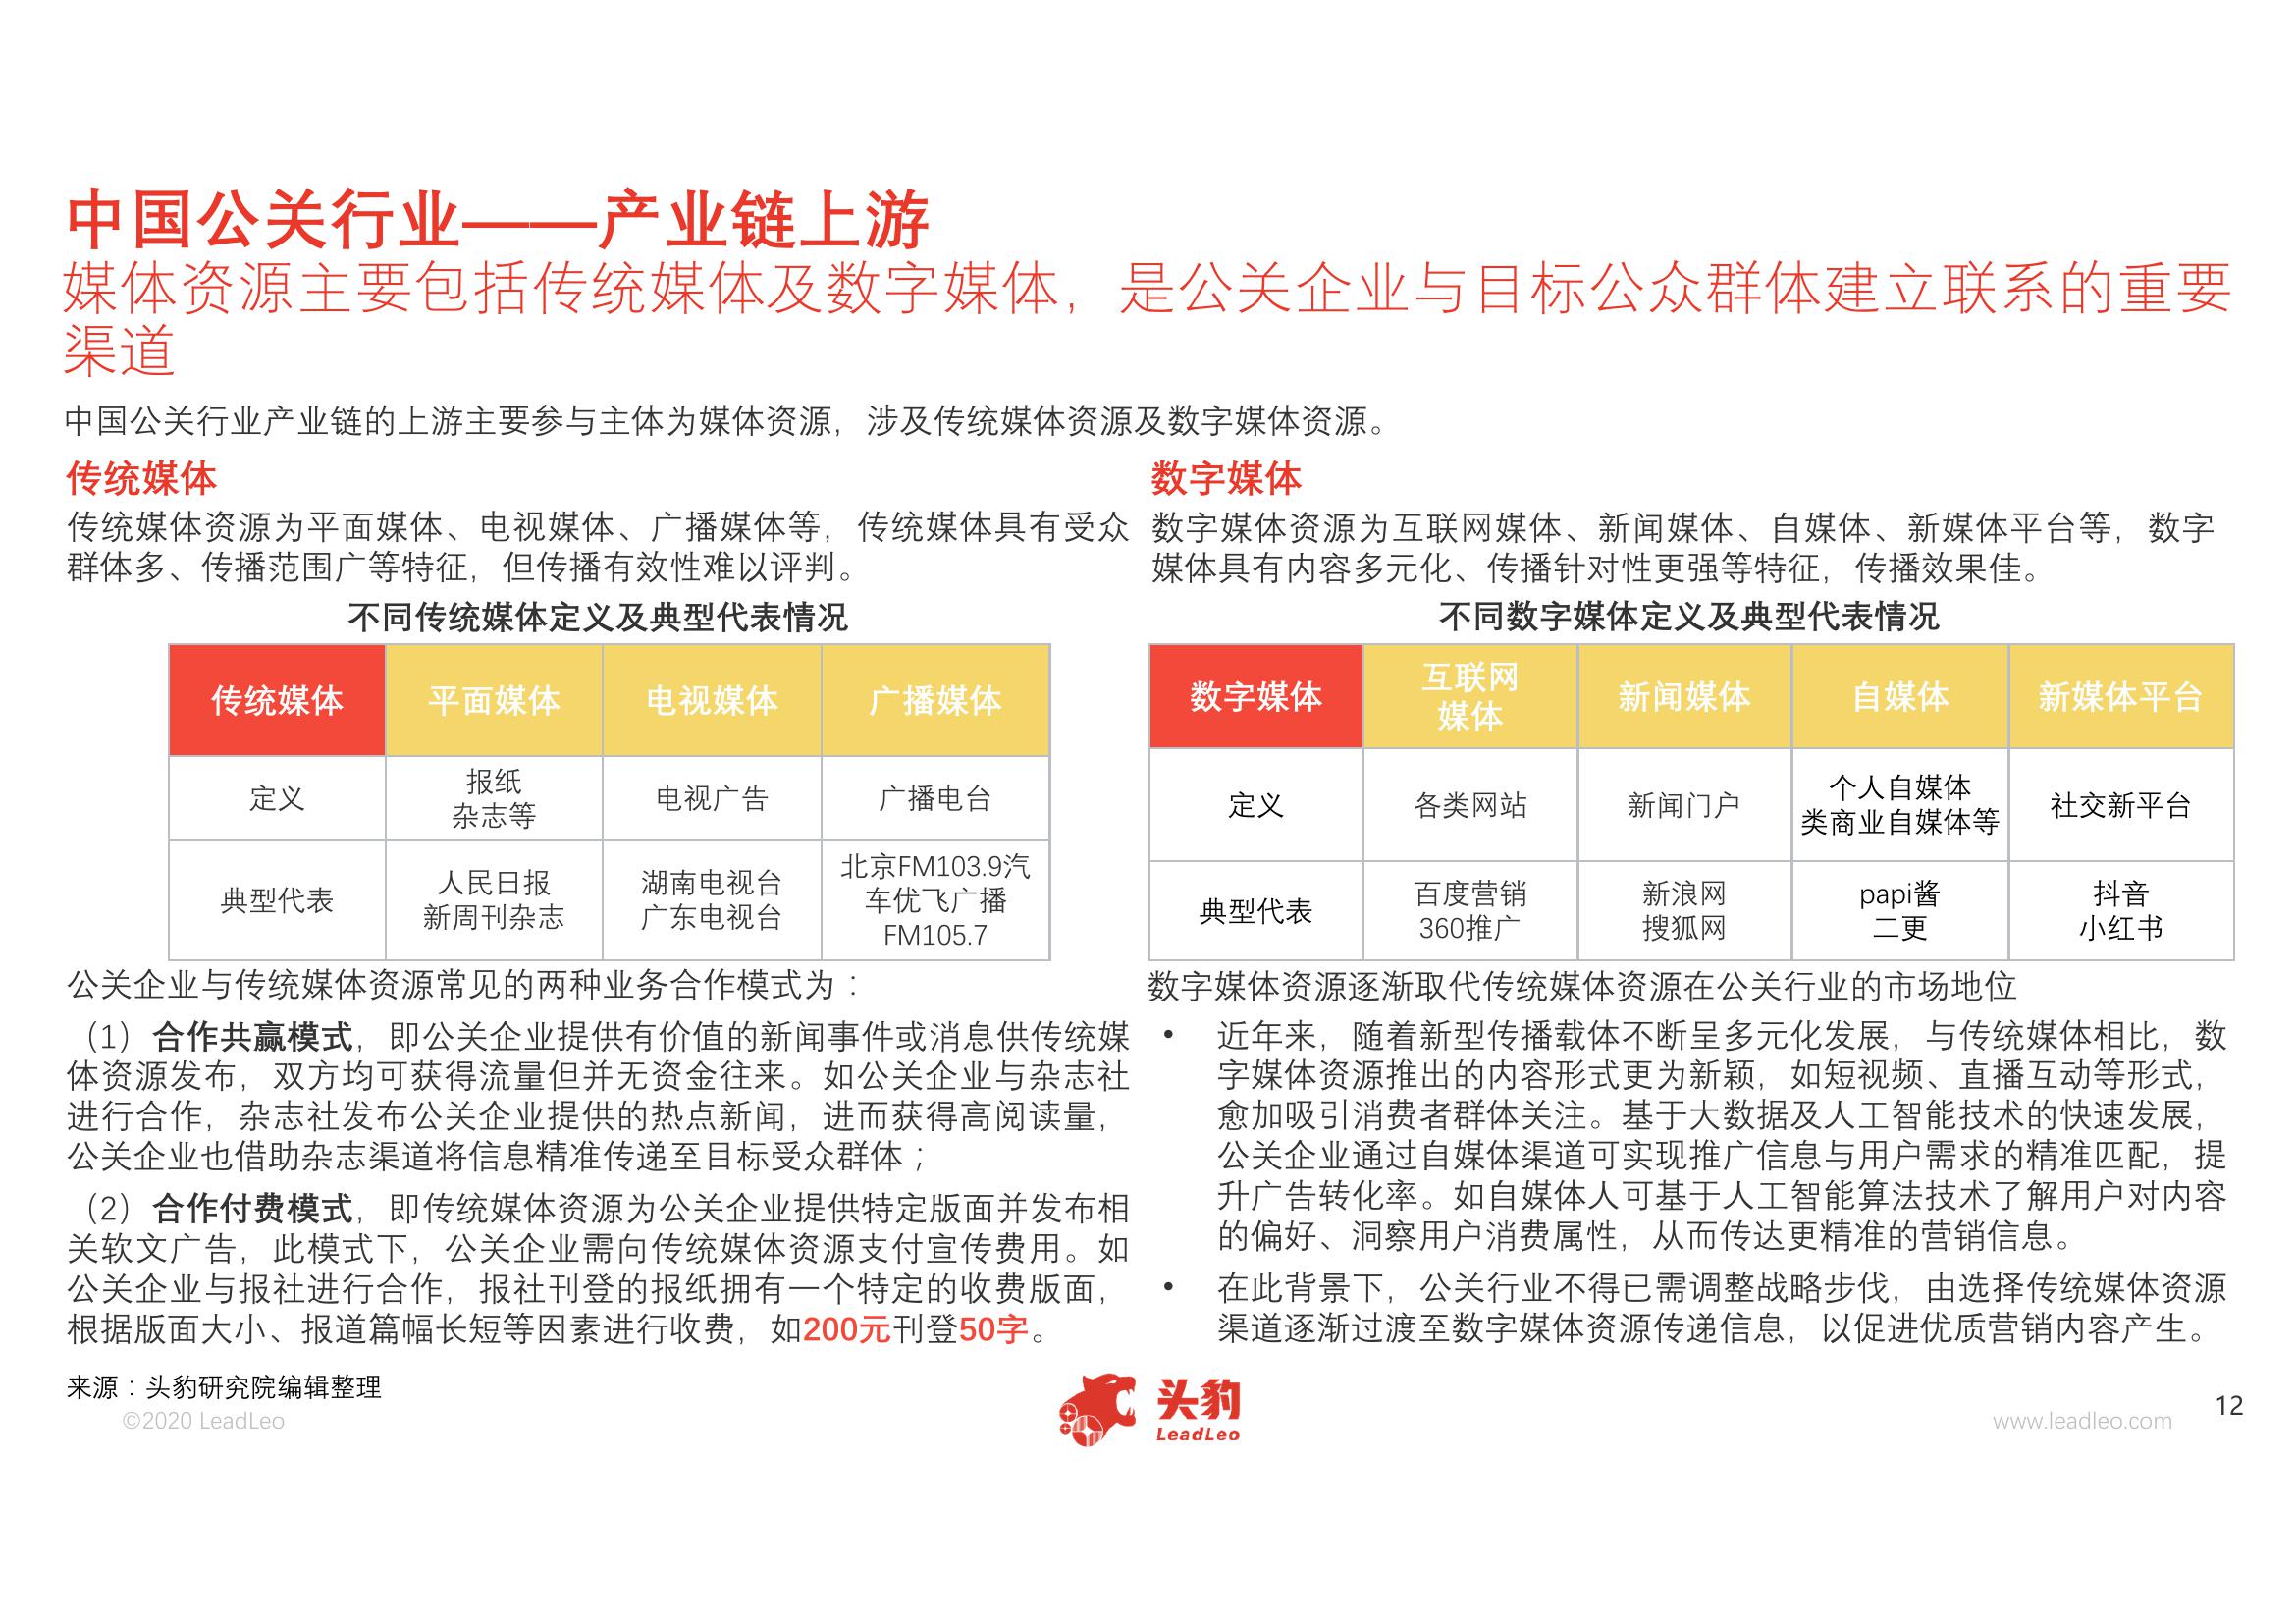 中国公关行业——产业链上游
媒体资源主要包括传统媒体及数字媒体，是公关企业与目标公众群体建立联系的重要
渠道
中国公关行业产业链的上游主要参与主体为媒体资源，涉及传统媒体资源及数字媒体资源。
传统媒体
传统媒体资源为平面媒体、电视媒体、广播媒体等，传统媒体具有受众
群体多、传播范围广等特征，但传播有效性难以评判。
不同传统媒体定义及典型代表情况
传统媒体 平面媒体 电视媒体 广播媒体
定义 报纸 杂志等 电视广告 广播电台
典型代表 人民日报 新周刊杂志 湖南电视台 广东电视台 北京FM103.9汽车优飞广播 FM105.7
公关企业与传统媒体资源常见的两种业务合作模式为：
（1）合作共赢模式，即公关企业提供有价值的新闻事件或消息供传统媒
体资源发布，双方均可获得流量但并无资金往来。如公关企业与杂志社
进行合作，杂志社发布公关企业提供的热点新闻，进而获得高阅读量，
公关企业也借助杂志渠道将信息精准传递至目标受众群体；
（2）合作付费模式，即传统媒体资源为公关企业提供特定版面并发布相
关软文广告，此模式下，公关企业需向传统媒体资源支付宣传费用。如
公关企业与报社进行合作，报社刊登的报纸拥有一个特定的收费版面，
根据版面大小、报道篇幅长短等因素进行收费，如200元刊登50字。
数字媒体
数字媒体资源为互联网媒体、新闻媒体、自媒体、新媒体平台等，数字
媒体具有内容多元化、传播针对性更强等特征，传播效果佳。
不同数字媒体定义及典型代表情况
数字媒体 互联网媒体 新闻媒体 自媒体 新媒体平台
定义 各类网站 新闻门户 个人自媒体 类商业自媒体等 社交新平台
典型代表 百度营销 360推广 新浪网 搜狐网 papi酱 二更 抖音 小红书
数字媒体资源逐渐取代传统媒体资源在公关行业的市场地位
• 近年来，随着新型传播载体不断呈多元化发展，与传统媒体相比，数
字媒体资源推出的内容形式更为新颖，如短视频、直播互动等形式，
愈加吸引消费者群体关注。基于大数据及人工智能技术的快速发展，
公关企业通过自媒体渠道可实现推广信息与用户需求的精准匹配，提
升广告转化率。如自媒体人可基于人工智能算法技术了解用户对内容
的偏好、洞察用户消费属性，从而传达更精准的营销信息。
• 在此背景下，公关行业不得已需调整战略步伐，由选择传统媒体资源
渠道逐渐过渡至数字媒体资源传递信息，以促进优质营销内容产生。
来源：头豹研究院编辑整理
©2020 LeadLeo
头豹
LeadLeo
www.leadleo.com
12